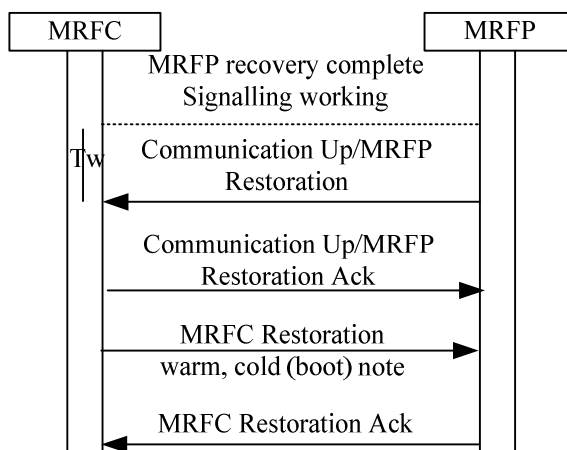 MRFC
MRFP
MRFP recovery complete
Signalling working
Tw
Communication Up/MRFP
Restoration
Communication Up/MRFP
Restoration Ack
MRFC Restoration
warm, cold (boot) note
MRFC Restoration Ack